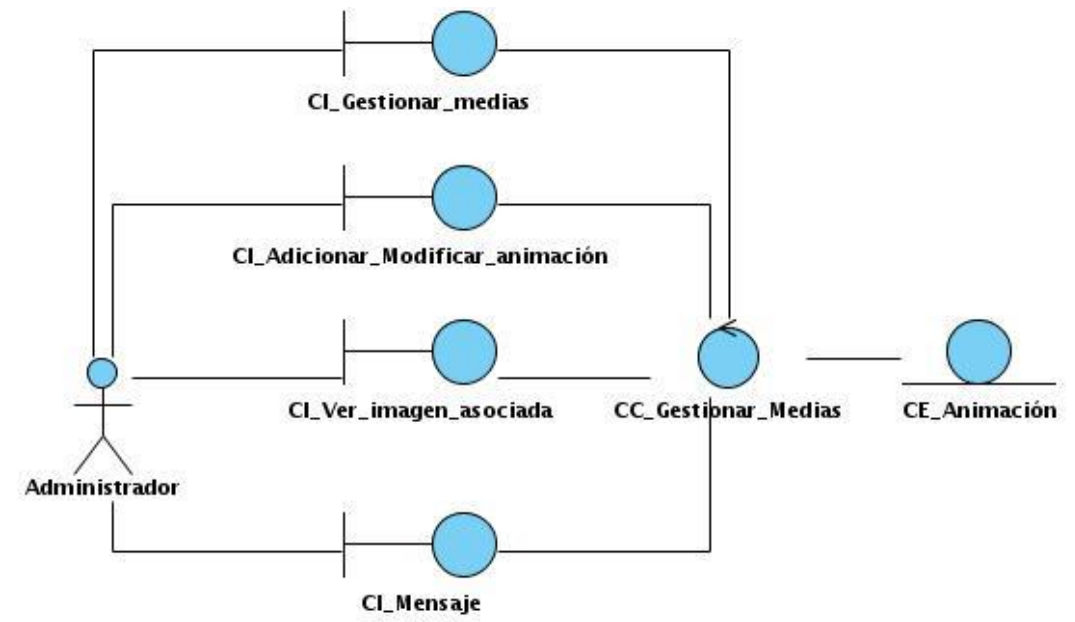 CI_Gestionar_medias
CI_Adicionar_Modificar_animación
CI_Ver_imagen_asociada
CC_Gestionar_Medias
CE_Animación
Administrador
CI_Mensaje